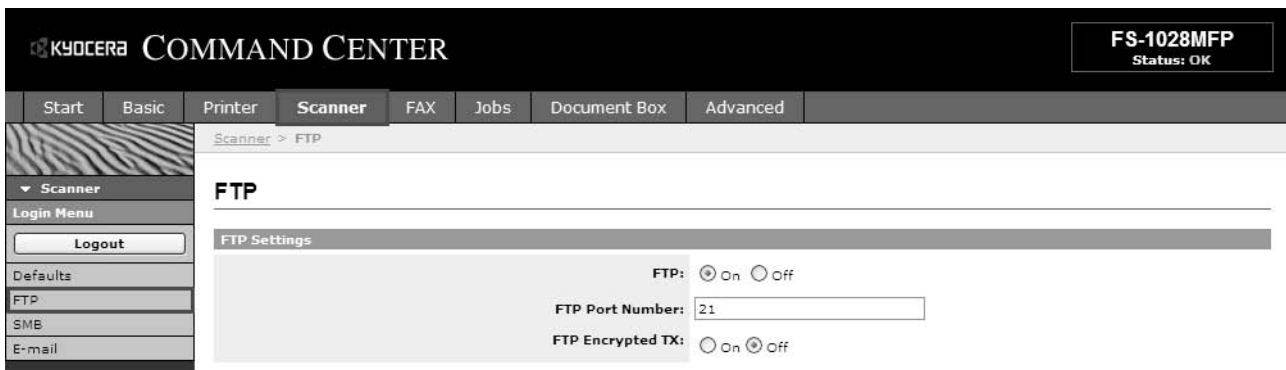 KYOCERA COMMAND CENTER
FS-1028MFP
Status: OK
Start Basic Printer Scanner FAX Jobs Document Box Advanced
Scanner > FTP
Scanner
Login Menu
Logout
Defaults
FTP
SMB
E-mail
FTP
FTP Settings
FTP: On Off
FTP Port Number: 21
FTP Encrypted TX: On Off